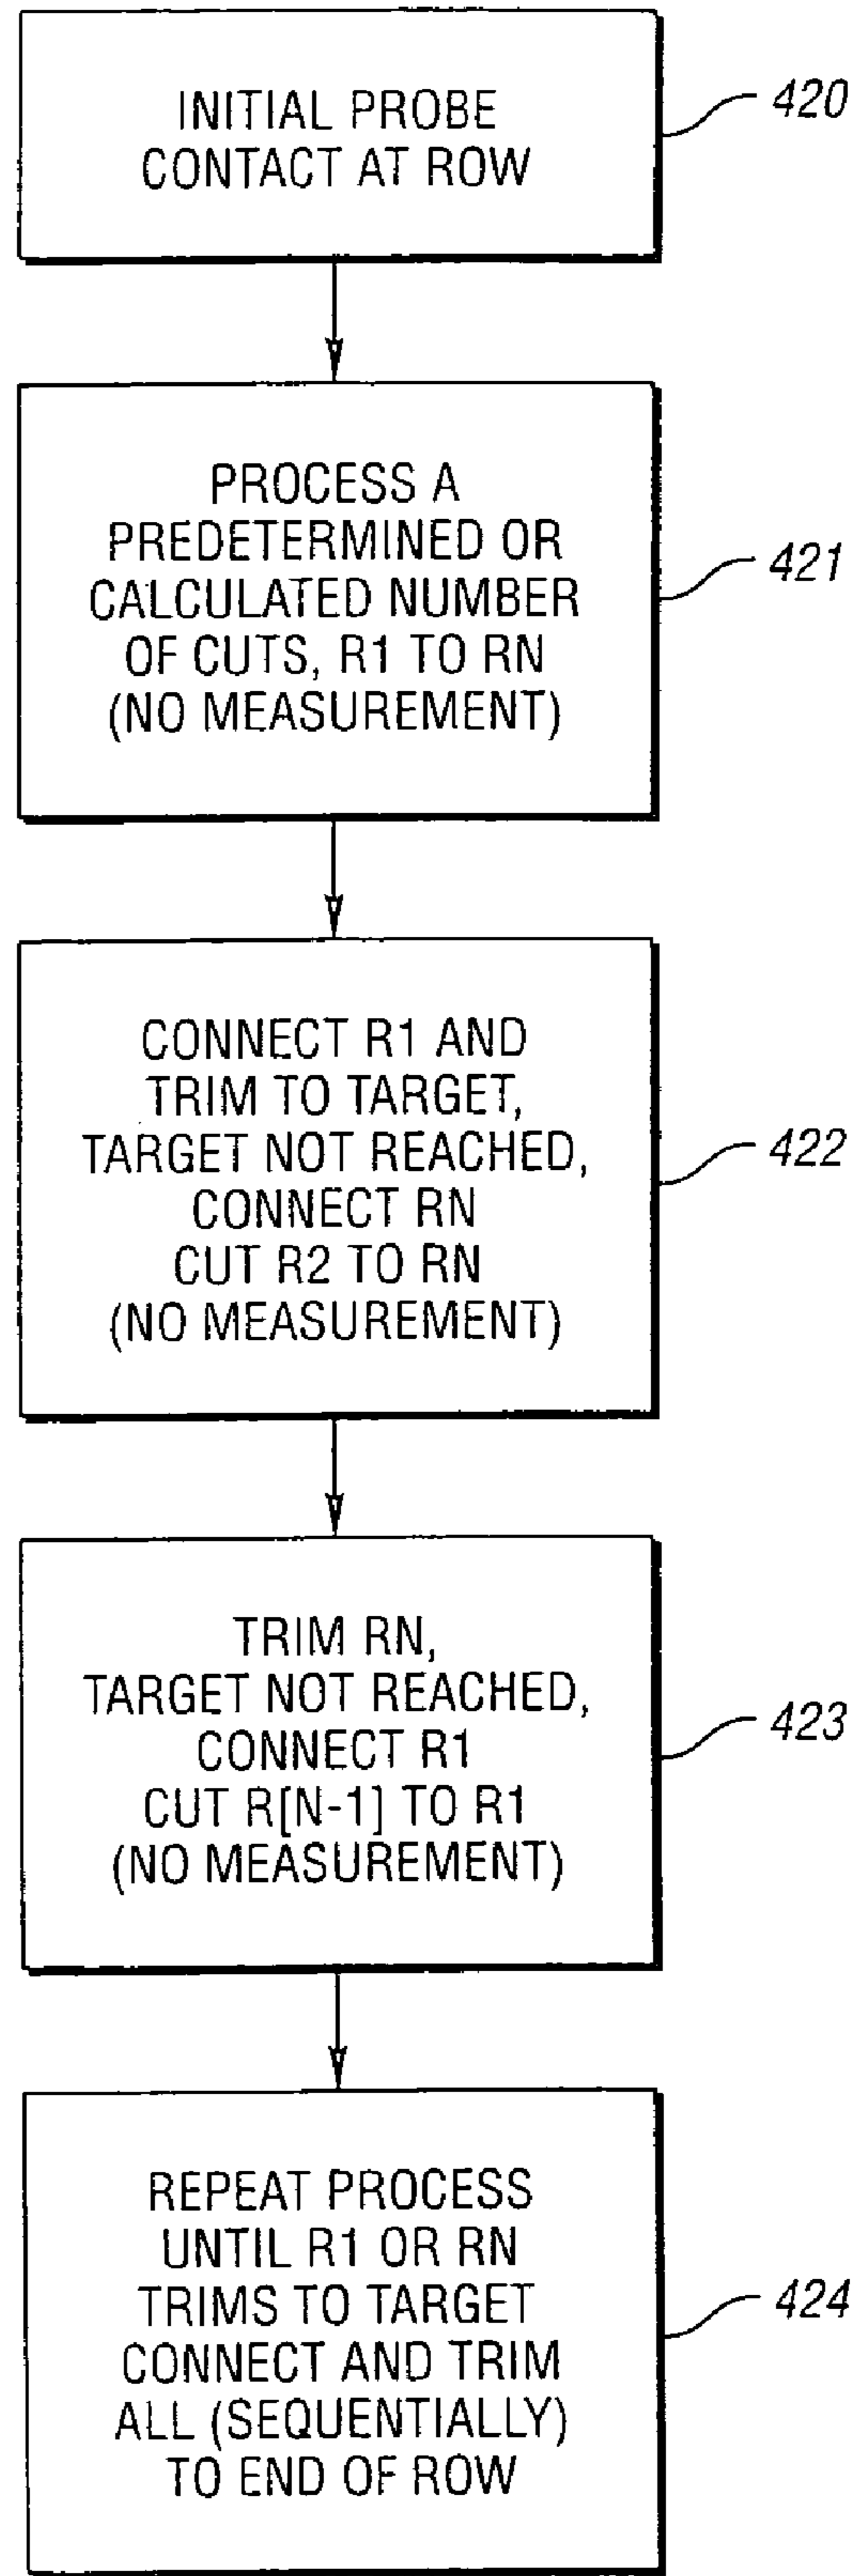 INITIAL PROBE
CONTACT AT ROW
420
PROCESS A
PREDETERMINED OR
CALCULATED NUMBER
OF CUTS, R1 TO RN
(NO MEASUREMENT)
421
CONNECT R1 AND
TRIM TO TARGET,
TARGET NOT REACHED,
CONNECT RN
CUT R2 TO RN
(NO MEASUREMENT)
422
TRIM RN,
TARGET NOT REACHED,
CONNECT R1
CUT R[N-1] TO R1
(NO MEASUREMENT)
423
REPEAT PROCESS
UNTIL R1 OR RN
TRIMS TO TARGET
CONNECT AND TRIM
ALL (SEQUENTIALLY)
TO END OF ROW
424